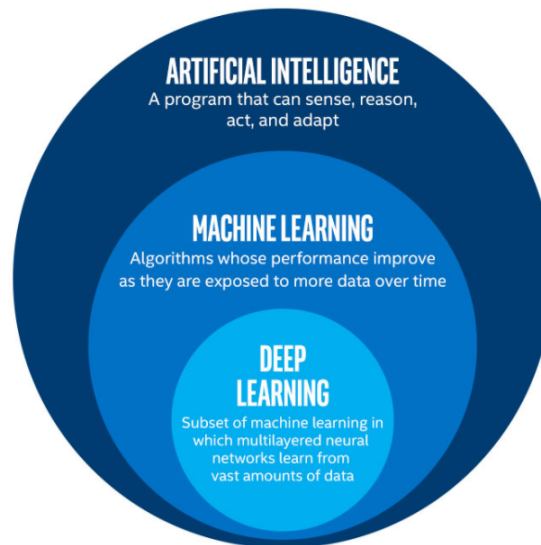 ARTIFICIAL INTELLIGENCE
A program that can sense, reason,
act, and adapt
MACHINE LEARNING
Algorithms whose performance improve
as they are exposed to more data over time
DEEP
LEARNING
Subset of machine learning in
which multilayered neural
networks learn from
vast amounts of data